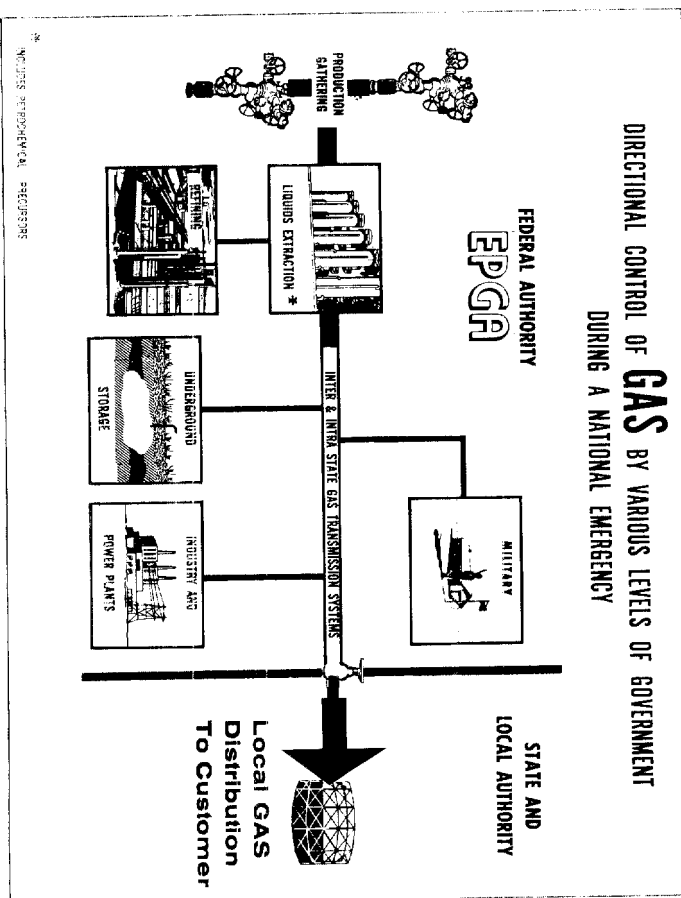 DIRECTIONAL CONTROL OF GAS BY VARIOUS LEVELS OF GOVERNMENT
DURING A NATIONAL EMERGENCY
FEDERAL AUTHORITY
EPGA
STATE AND
LOCAL AUTHORITY
MILITARY
PRODUCTION
GATHERING
LIQUIDS EXTRACTION *
INTER & INTRA STATE GAS TRANSMISSION SYSTEMS
REFINING
UNDERGROUND
STORAGE
INDUSTRY AND
POWER PLANTS
Local GAS
Distribution
To Customer
* INCLUDES PETROCHEMICAL PRECURSORS